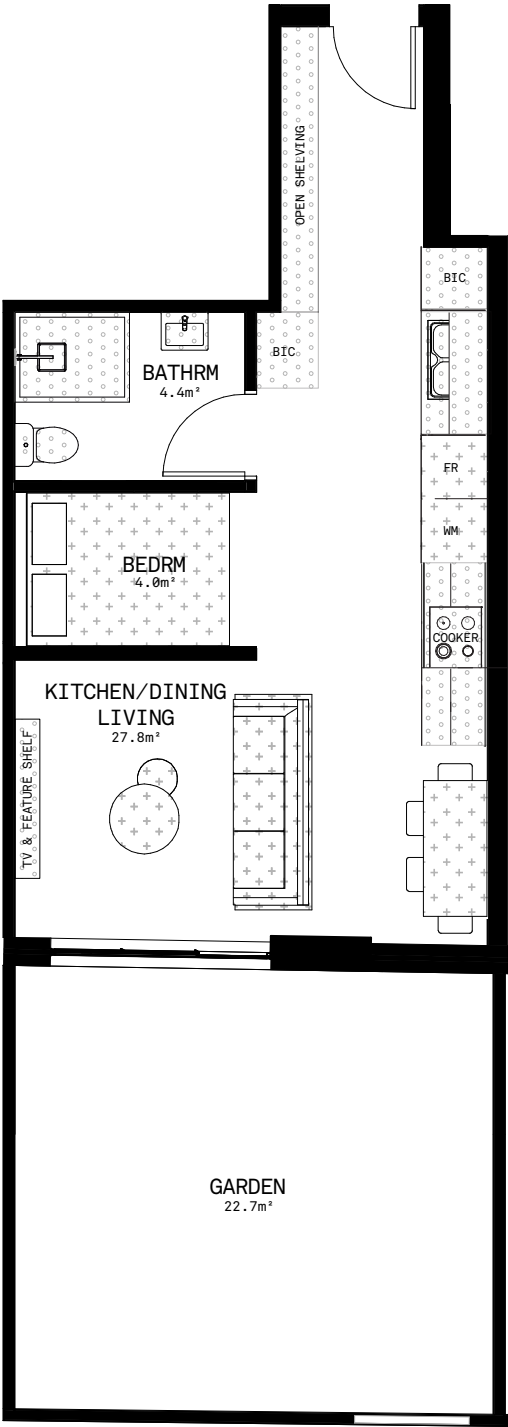 OPEN SHELVING
BIC
BIC
BATHRM
4.4m²
FR
WM
BEDRM
4.0m²
COOKER
KITCHEN/DINING
LIVING
27.8m²
TV & FEATURE SHELF
GARDEN
22.7m²